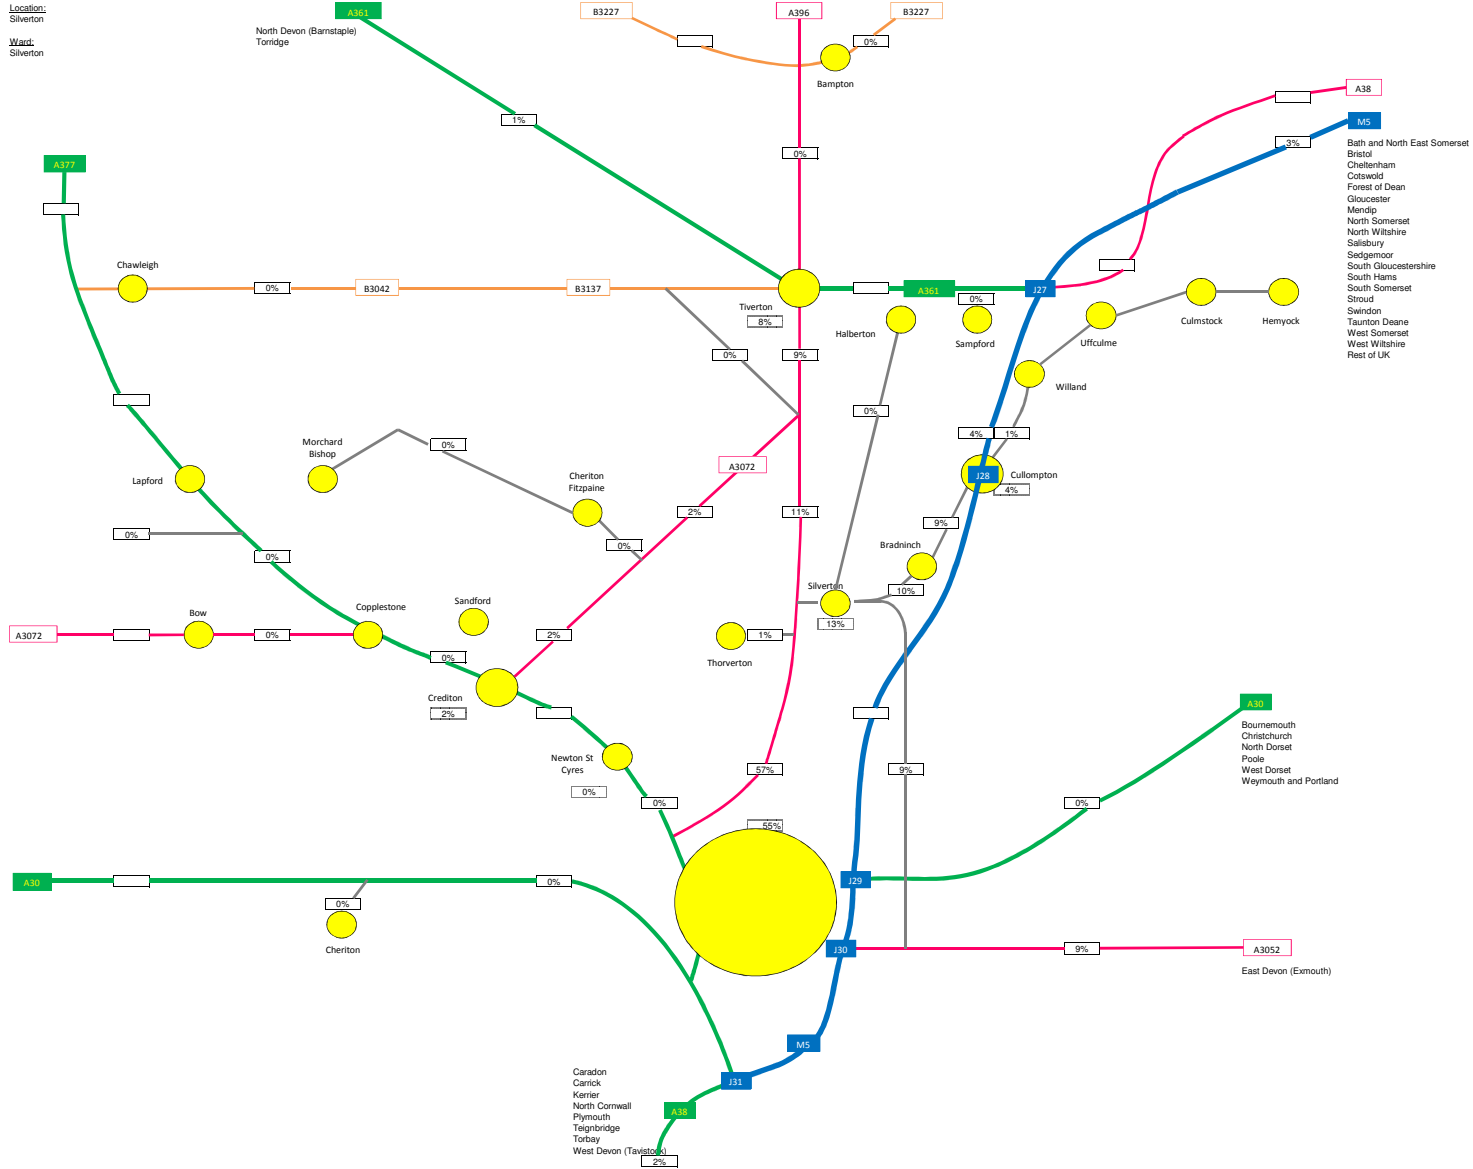 Location:
Silverton
Ward:
Silverton
A361
North Devon (Barnstaple)
Torridge
B3227
A396
B3227
0%
Bampton
A38
M5
3%
Bath and North East Somerset
Bristol
Cheltenham
Cotswold
Forest of Dean
Gloucester
Mendip
North Somerset
North Wiltshire
Salisbury
Sedgemoor
South Gloucestershire
South Hams
South Somerset
Stroud
Swindon
Taunton Deane
West Somerset
West Wiltshire
Rest of UK
1%
0%
A377
Chawleigh
0%
B3042
B3137
Tiverton
8%
A361
0%
J27
Halberton
Sampford
Uffculme
Culmstock
Hemyock
0%
9%
Willand
0%
4%
1%
J28
Cullompton
4%
Morchard
Bishop
0%
Lapford
Cheriton
Fitzpaine
A3072
2%
11%
9%
0%
0%
0%
Bradninch
10%
Silverton
13%
A3072
Bow
0%
Copplestone
Sandford
0%
2%
Thorverton
1%
Crediton
2%
Newton St
Cyres
0%
0%
57%
9%
55%
A30
Bournemouth
Christchurch
North Dorset
Poole
West Dorset
Weymouth and Portland
0%
A30
0%
0%
Cheriton
J29
J30
9%
A3052
East Devon (Exmouth)
M5
J31
Caradon
Carrick
Kerrier
North Cornwall
Plymouth
Teignbridge
Torbay
West Devon (Tavistock)
A38
2%